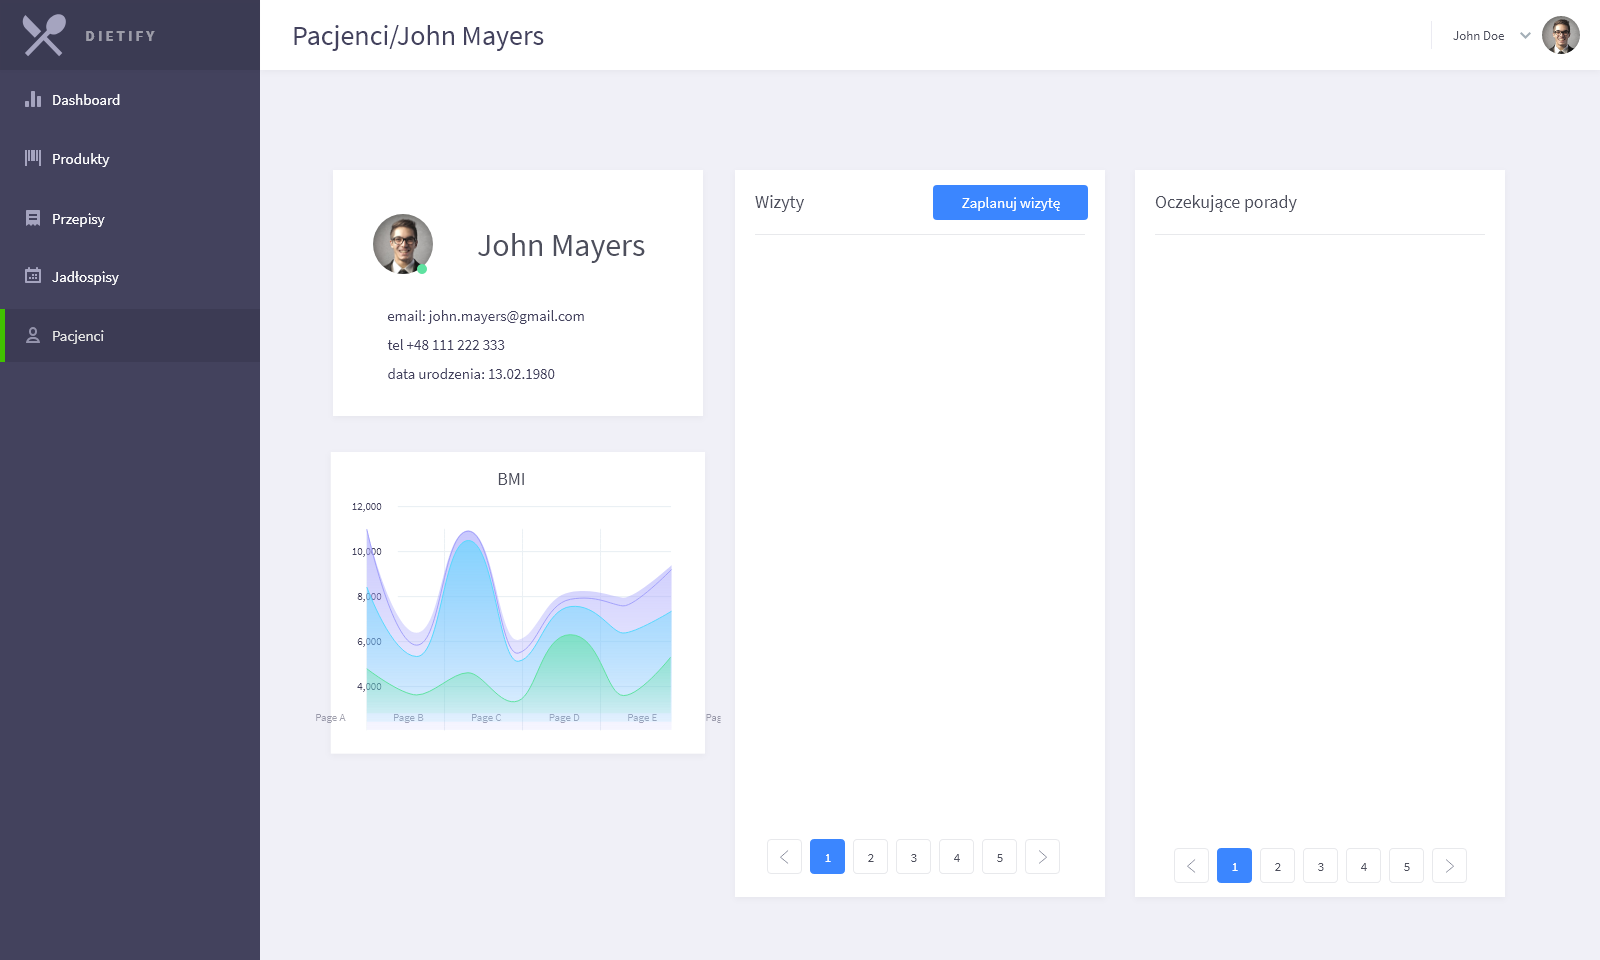 DIETIFY
Pacjenci/John Mayers
John Doe
Dashboard
Produkty
Przepisy
Jadłospisy
Pacjenci
John Mayers
email: john.mayers@gmail.com
tel +48 111 222 333
data urodzenia: 13.02.1980
BMI
12,000
10,000
8,000
6,000
4,000
Page A Page B Page C Page D Page E Pag
Wizyty
Zaplanuj wizytę
1 2 3 4 5
Oczekujące porady
1 2 3 4 5